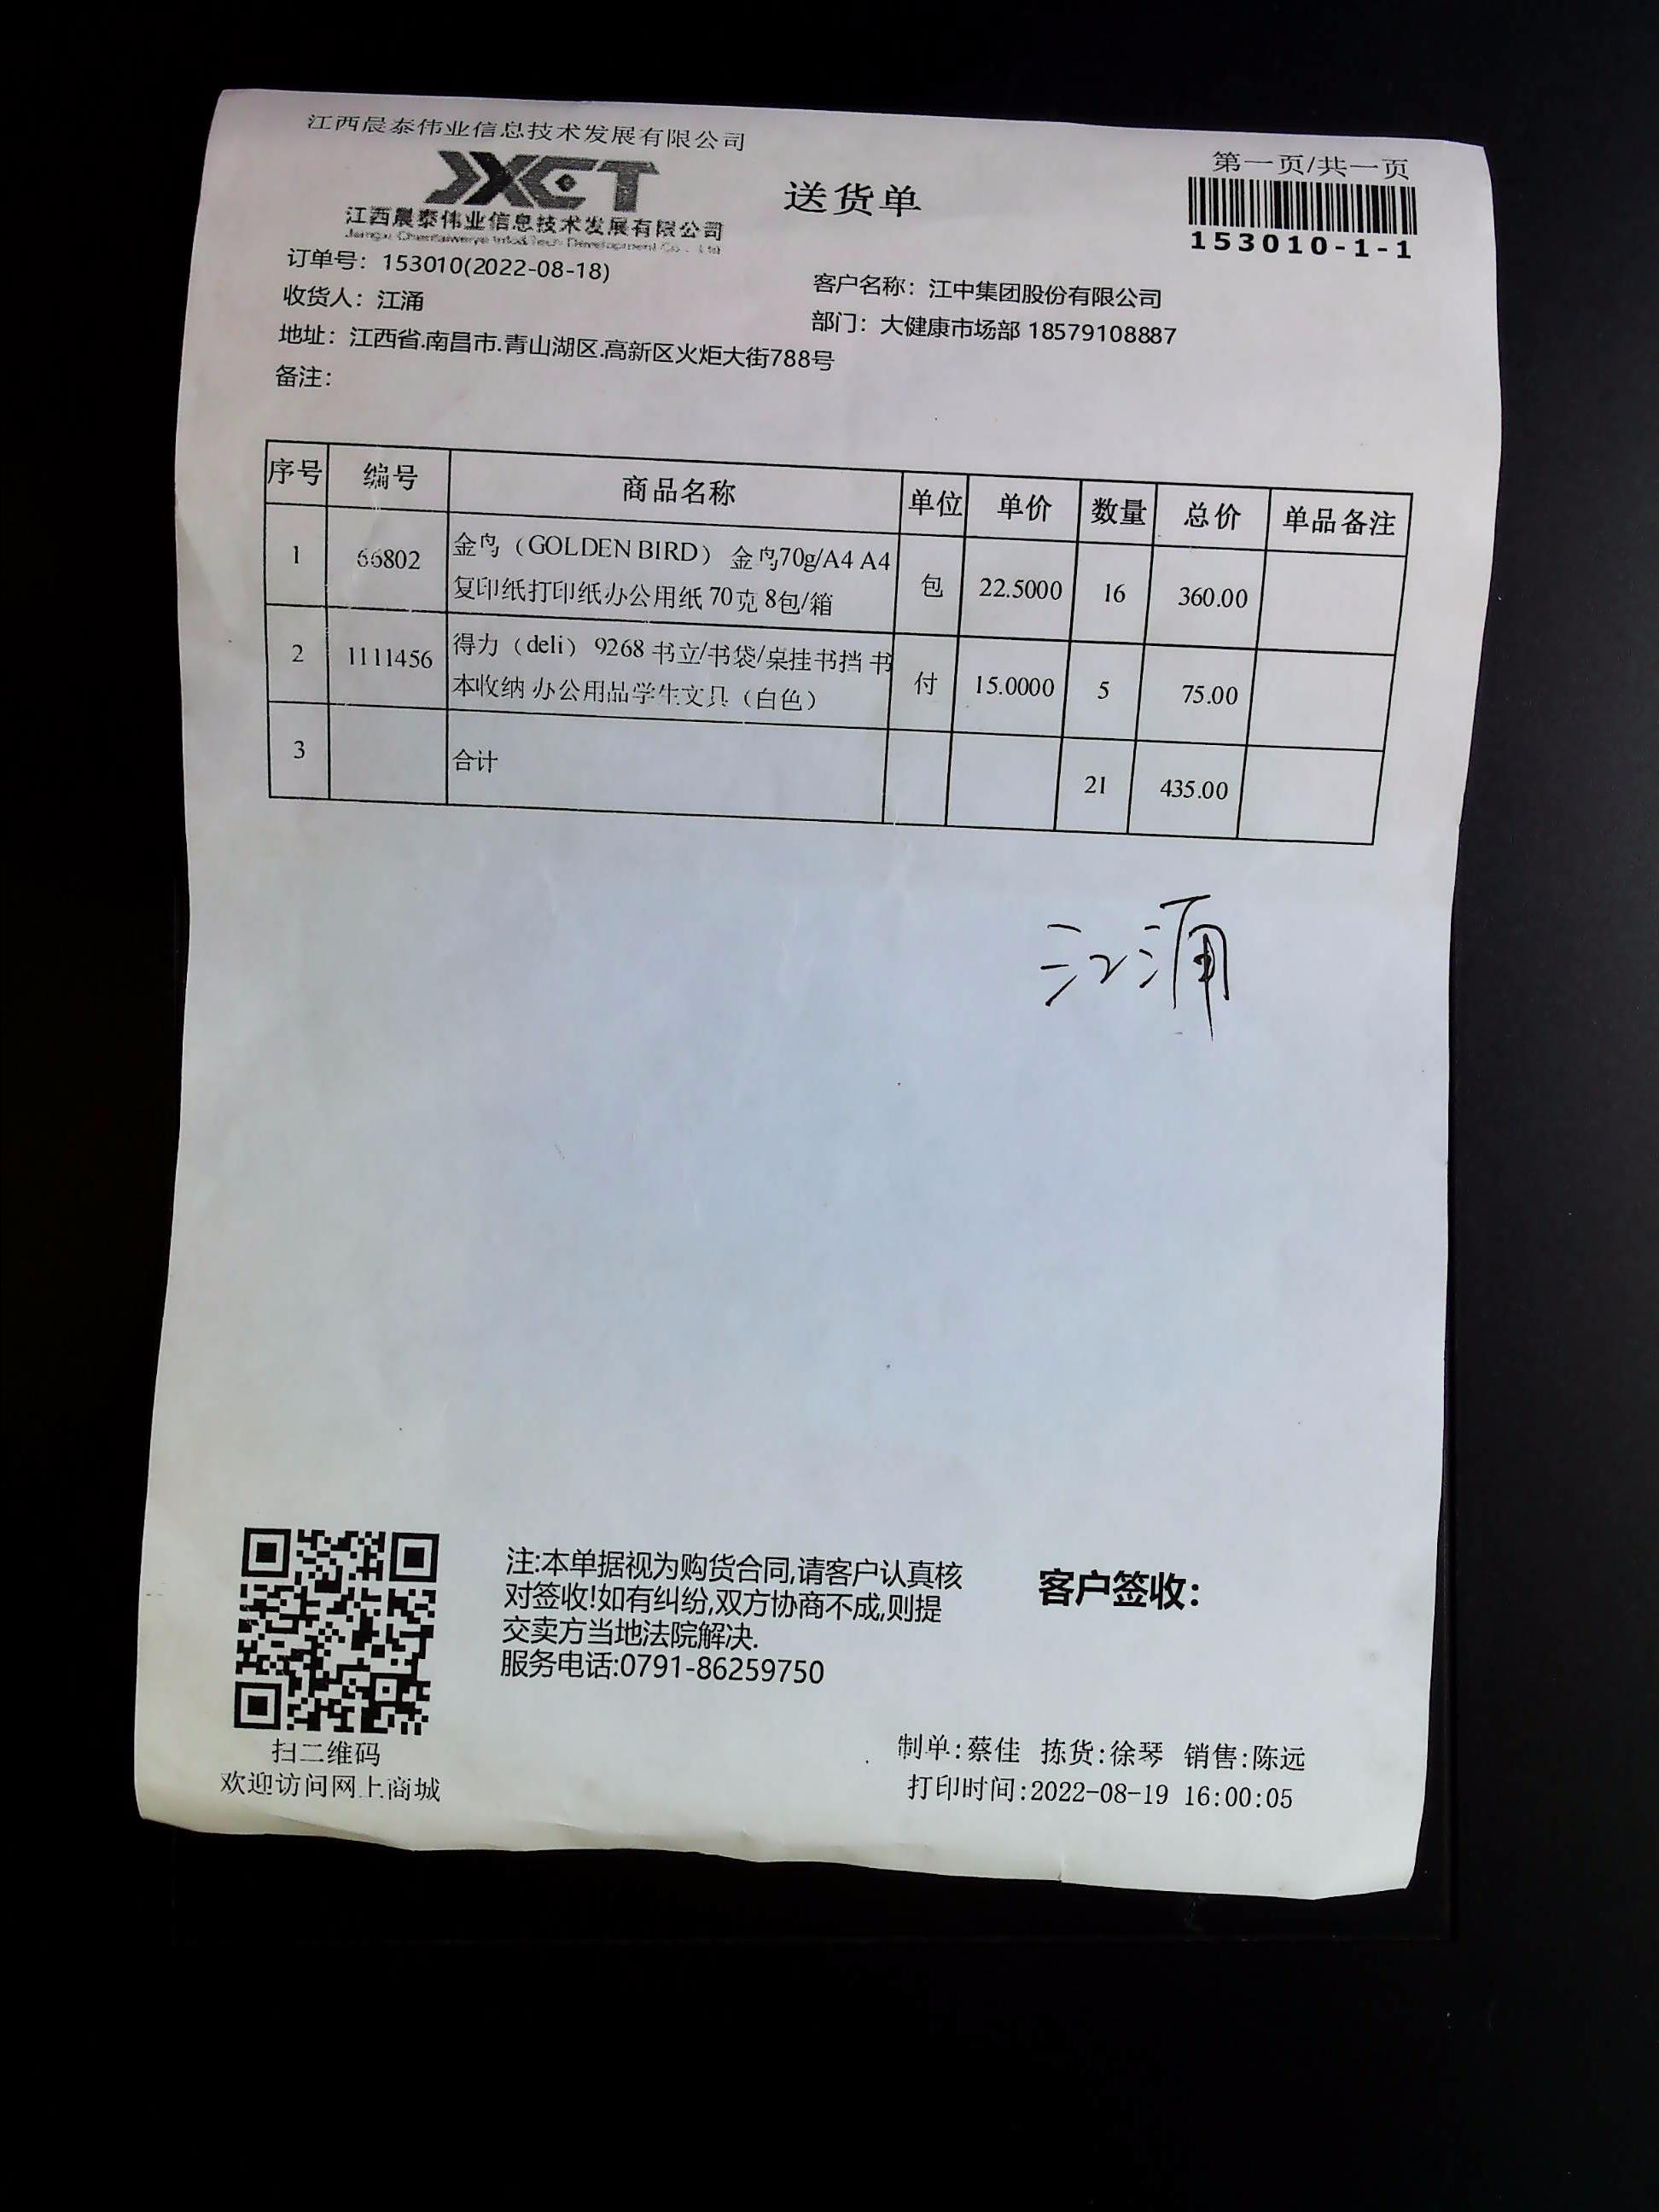 江西晨泰伟业信息技术发展有限公司
第一页/共一页
JXCT
送货单
江西晨泰伟业信息技术发展有限公司
153010-1-1
订单号：153010(2022-08-18)
客户名称：江中集团股份有限公司
收货人：江涌
部门：大健康市场部 18579108887
地址：江西省.南昌市.青山湖区.高新区火炬大街788号
备注：
序号 编号 商品名称 单位 单价 数量 总价 单品备注
1 66802 金鸟（GOLDEN BIRD）金鸟70g/A4 A4 包 22.5000 16 360.00
复印纸打印纸办公用纸 70克 8包/箱
2 1111456 得力（deli）9268 书立/书袋/桌挂书挡 书 付 15.0000 5 75.00
本收纳 办公用品学生文具（白色）
3 合计 21 435.00
江涌
注:本单据视为购货合同,请客户认真核
对签收!如有纠纷,双方协商不成,则提
交卖方当地法院解决.
服务电话:0791-86259750
客户签收：
扫二维码
欢迎访问网上商城
制单:蔡佳 拣货:徐琴 销售:陈远
打印时间:2022-08-19 16:00:05